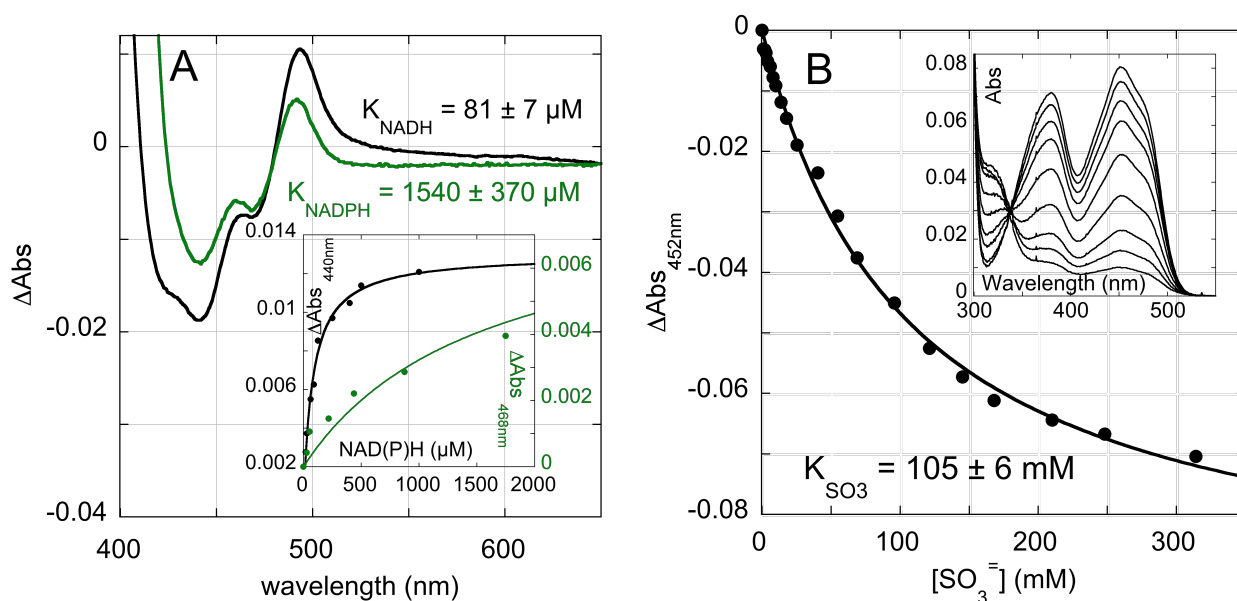 A
K NADH = 81 ± 7 µM
K NADPH = 1540 ± 370 µM
0
-0.02
-0.04
ΔAbs
400
500
600
wavelength (nm)
0.014
0.01
0.006
0.002
ΔAbs 440nm
0.006
0.004
0.002
0
ΔAbs 468nm
NAD(P)H (µM)
0
500
1000
1500
2000
B
0
-0.02
-0.04
-0.06
-0.08
ΔAbs 452nm
K SO3 = 105 ± 6 mM
0
100
200
300
[SO3=] (mM)
0.08
0.06
0.04
0.02
0
Abs
Wavelength (nm)
300
400
500